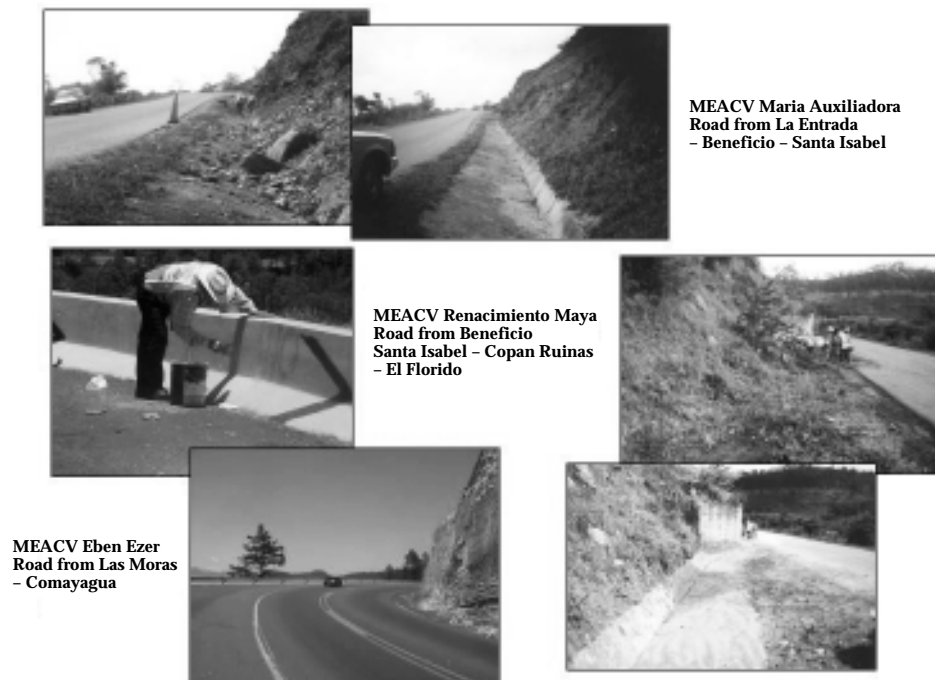 MEACV Maria Auxiliadora
Road from La Entrada
– Beneficio – Santa Isabel
MEACV Renacimiento Maya
Road from Beneficio
Santa Isabel – Copan Ruinas
– El Florido
MEACV Eben Ezer
Road from Las Moras
– Comayagua